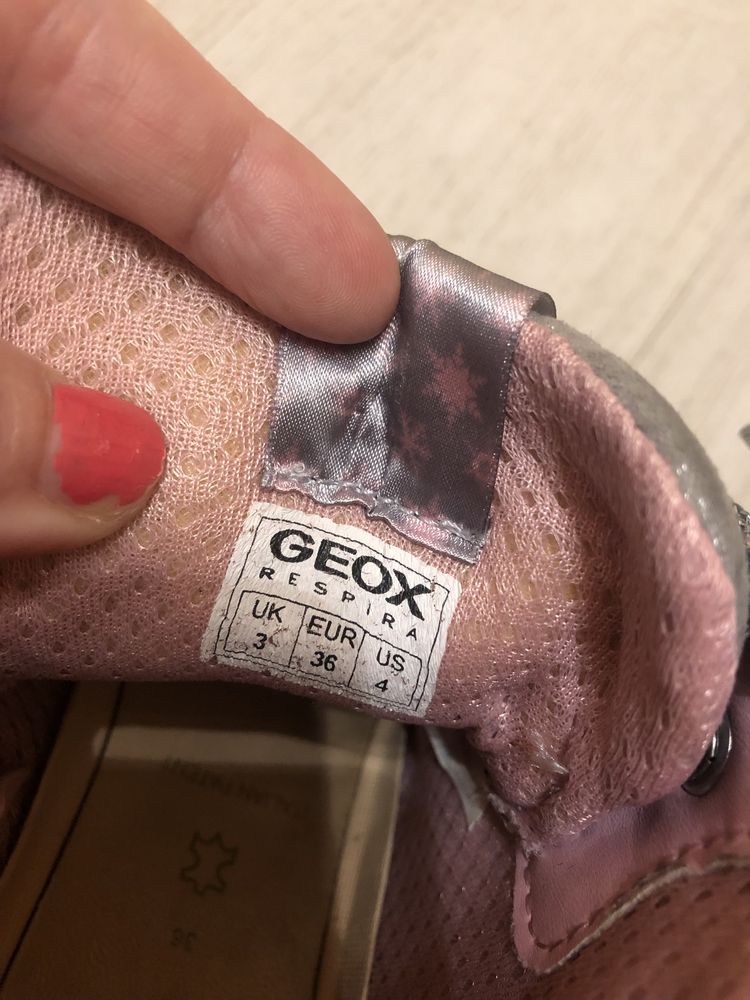 GEOX
RESPIRA
UK EUR US
3 36 4
36